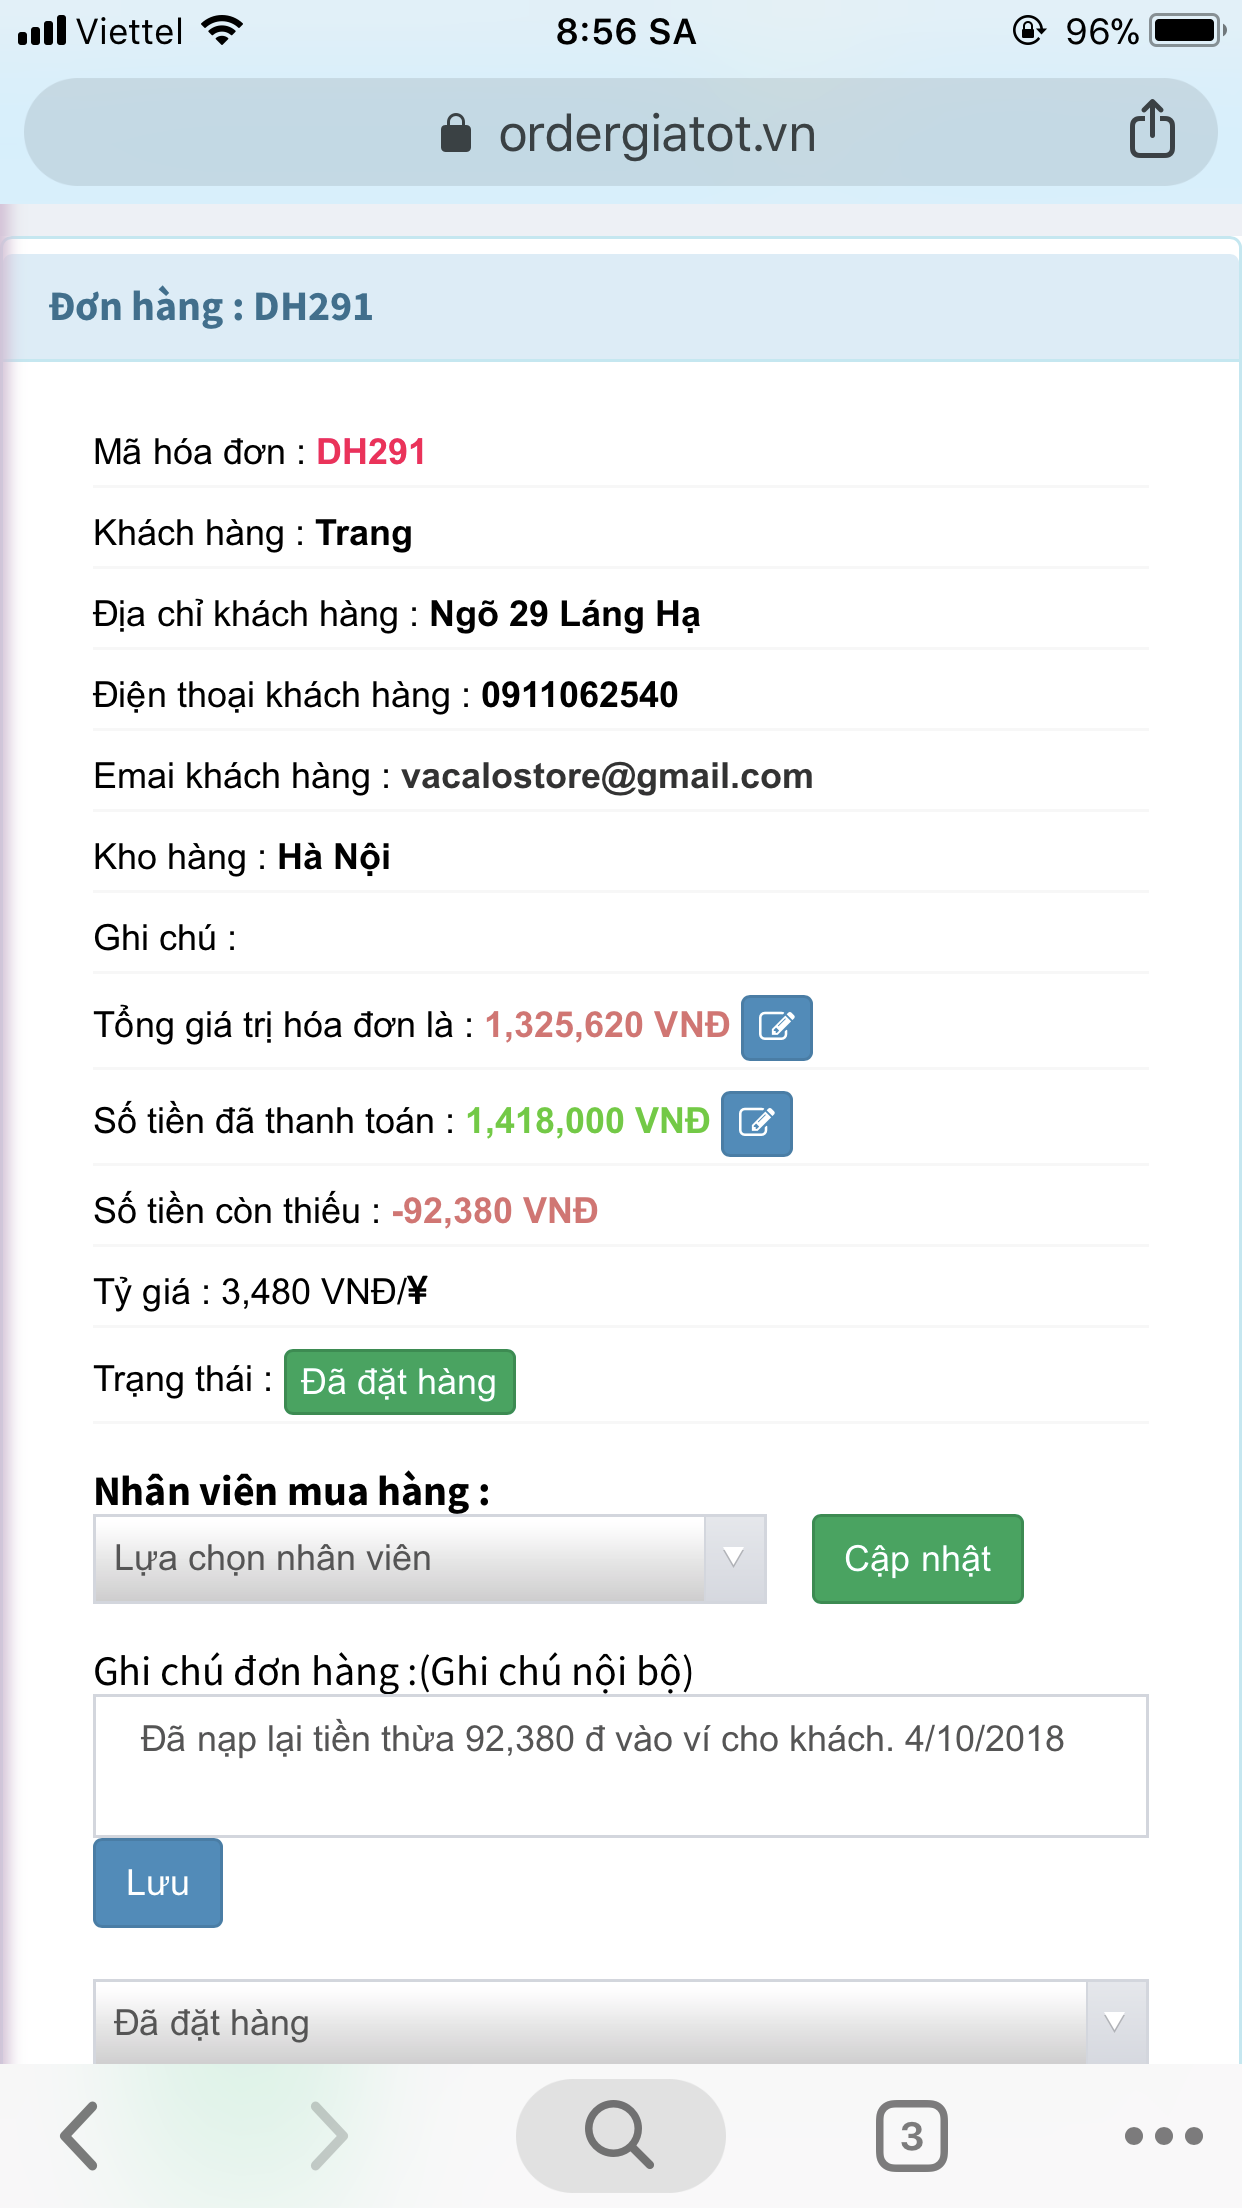 Viettel 8:56 SA 96%
ordergiatot.vn
Đơn hàng : DH291
Mã hóa đơn : DH291
Khách hàng : Trang
Địa chỉ khách hàng : Ngõ 29 Láng Hạ
Điện thoại khách hàng : 0911062540
Emai khách hàng : vacalostore@gmail.com
Kho hàng : Hà Nội
Ghi chú :
Tổng giá trị hóa đơn là : 1,325,620 VNĐ
Số tiền đã thanh toán : 1,418,000 VNĐ
Số tiền còn thiếu : -92,380 VNĐ
Tỷ giá : 3,480 VNĐ/¥
Trạng thái : Đã đặt hàng
Nhân viên mua hàng :
Lựa chọn nhân viên Cập nhật
Ghi chú đơn hàng :(Ghi chú nội bộ)
Đã nạp lại tiền thừa 92,380 đ vào ví cho khách. 4/10/2018
Lưu
Đã đặt hàng
3